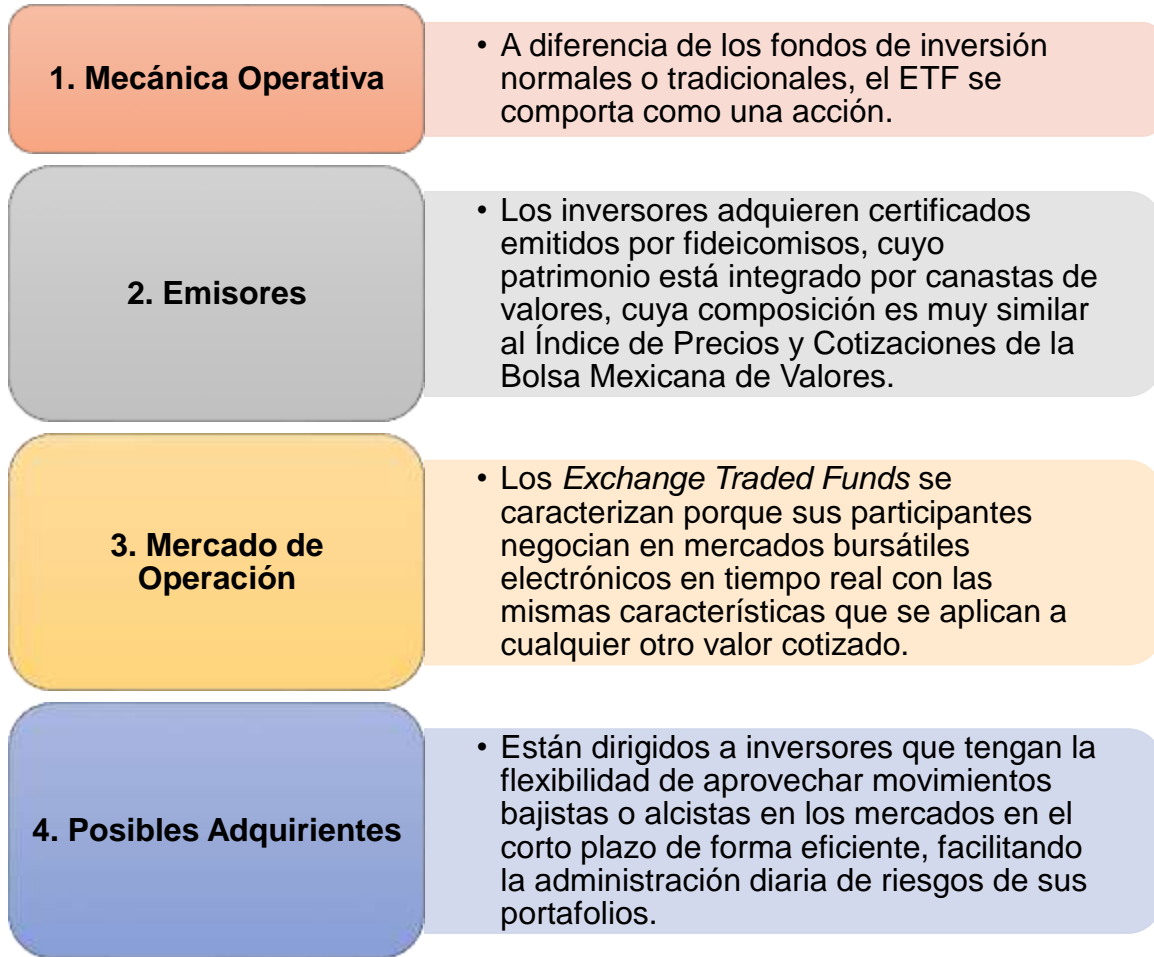 1. Mecánica Operativa
• A diferencia de los fondos de inversión
normales o tradicionales, el ETF se
comporta como una acción.
2. Emisores
• Los inversores adquieren certificados
emitidos por fideicomisos, cuyo
patrimonio está integrado por canastas de
valores, cuya composición es muy similar
al Índice de Precios y Cotizaciones de la
Bolsa Mexicana de Valores.
3. Mercado de
Operación
• Los Exchange Traded Funds se
caracterizan porque sus participantes
negocian en mercados bursátiles
electrónicos en tiempo real con las
mismas características que se aplican a
cualquier otro valor cotizado.
4. Posibles Adquirientes
• Están dirigidos a inversores que tengan la
flexibilidad de aprovechar movimientos
bajistas o alcistas en los mercados en el
corto plazo de forma eficiente, facilitando
la administración diaria de riesgos de sus
portafolios.